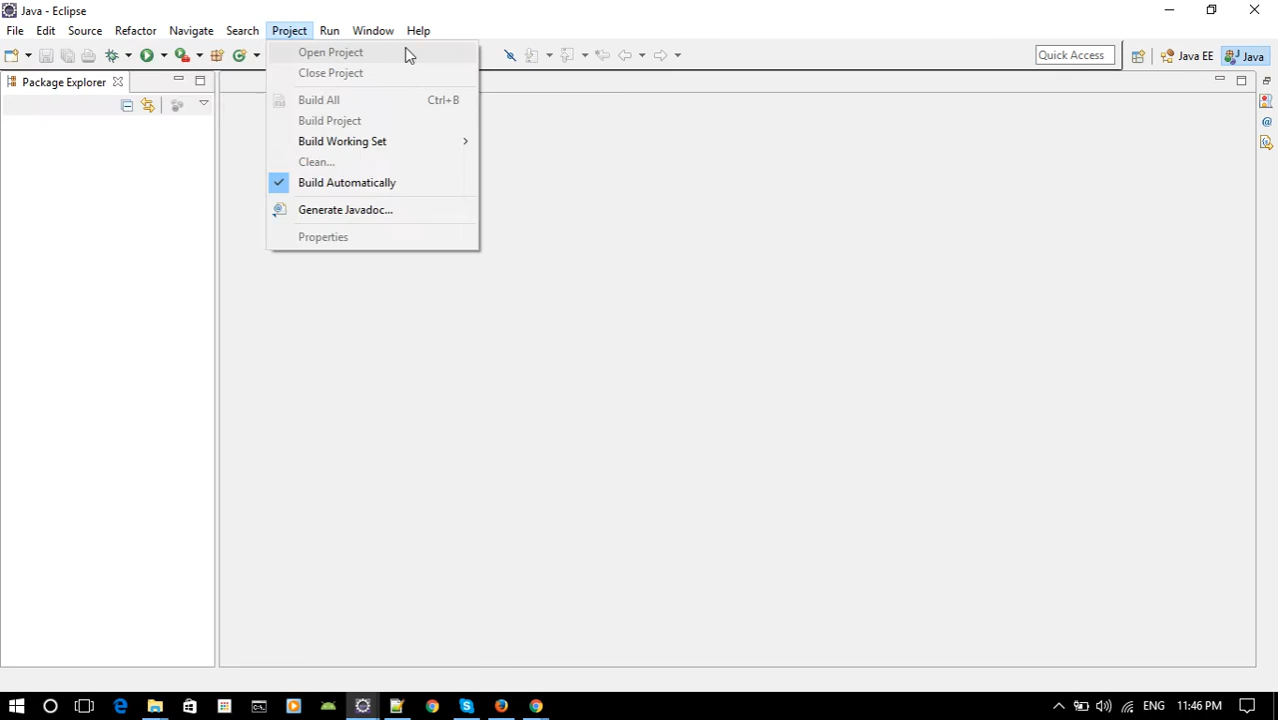 Java - Eclipse
File Edit Source Refactor Navigate Search Project Run Window Help
Open Project
Quick Access
Java EE
Java
Package Explorer
Close Project
Build All Ctrl+B
Build Project
Build Working Set
Clean...
Build Automatically
Generate Javadoc...
Properties
ENG 11:46 PM